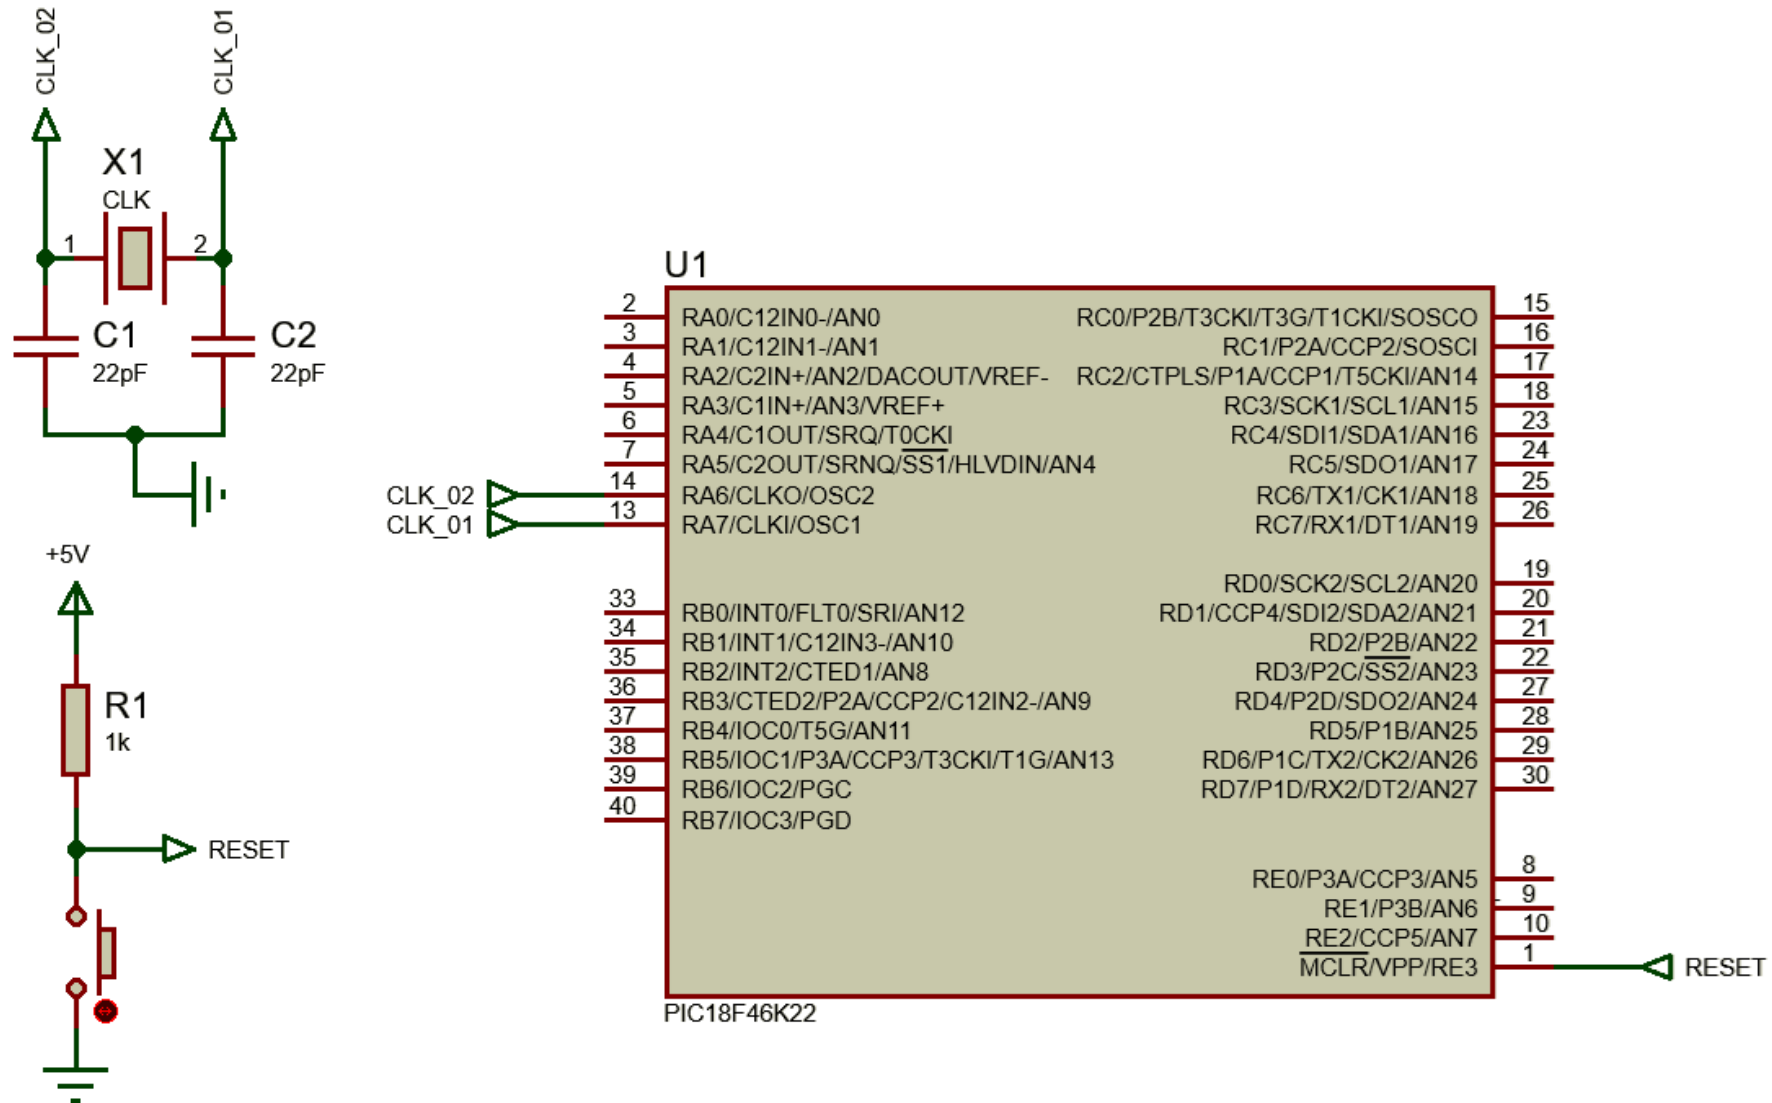 CLK_02
CLK_01
X1
CLK
1
2
C1
22pF
C2
22pF
+5V
R1
1k
RESET
U1
2
RA0/C12IN0-/AN0
3
RA1/C12IN1-/AN1
4
RA2/C2IN+/AN2/DACOUT/VREF-
5
RA3/C1IN+/AN3/VREF+
6
RA4/C1OUT/SRQ/T0CKI
7
RA5/C2OUT/SRNQ/SS1/HLVDIN/AN4
CLK_02
14
RA6/CLKO/OSC2
CLK_01
13
RA7/CLKI/OSC1
33
RB0/INT0/FLT0/SRI/AN12
34
RB1/INT1/C12IN3-/AN10
35
RB2/INT2/CTED1/AN8
36
RB3/CTED2/P2A/CCP2/C12IN2-/AN9
37
RB4/IOC0/T5G/AN11
38
RB5/IOC1/P3A/CCP3/T3CKI/T1G/AN13
39
RB6/IOC2/PGC
40
RB7/IOC3/PGD
RC0/P2B/T3CKI/T3G/T1CKI/SOSCO
15
RC1/P2A/CCP2/SOSCI
16
RC2/CTPLS/P1A/CCP1/T5CKI/AN14
17
RC3/SCK1/SCL1/AN15
18
RC4/SDI1/SDA1/AN16
23
RC5/SDO1/AN17
24
RC6/TX1/CK1/AN18
25
RC7/RX1/DT1/AN19
26
RD0/SCK2/SCL2/AN20
19
RD1/CCP4/SDI2/SDA2/AN21
20
RD2/P2B/AN22
21
RD3/P2C/SS2/AN23
22
RD4/P2D/SDO2/AN24
27
RD5/P1B/AN25
28
RD6/P1C/TX2/CK2/AN26
29
RD7/P1D/RX2/DT2/AN27
30
RE0/P3A/CCP3/AN5
8
RE1/P3B/AN6
9
RE2/CCP5/AN7
10
MCLR/VPP/RE3
1
RESET
PIC18F46K22